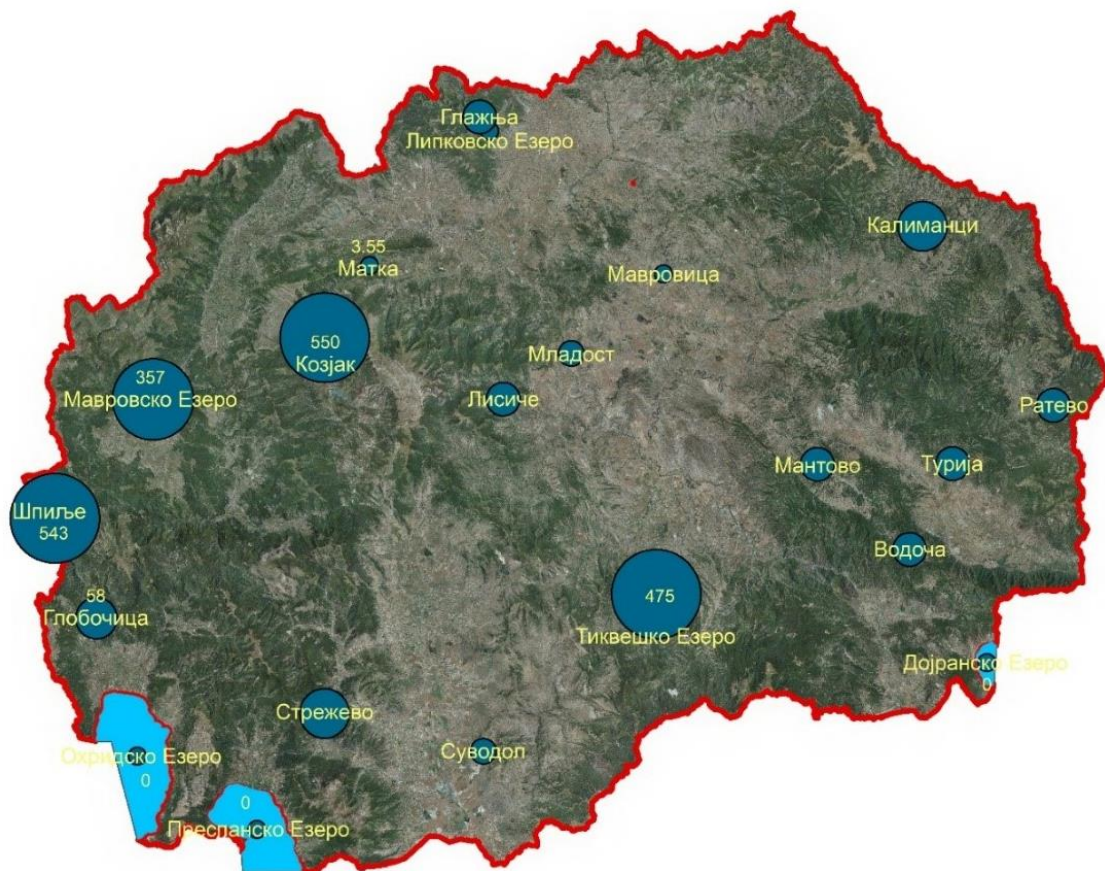 Глажња
Липковско Езеро
Калиманци
3.55
Матка
Мавровица
550
Козјак
Младост
357
Мавровско Езеро
Лисиче
Ратево
Мантово
Турија
Шпиље
543
Водоча
58
Глобочица
475
Тиквешко Езеро
Дојранско Езеро
0
Стрежево
Суводол
Охридско Езеро
0
0
Преспанско Езеро